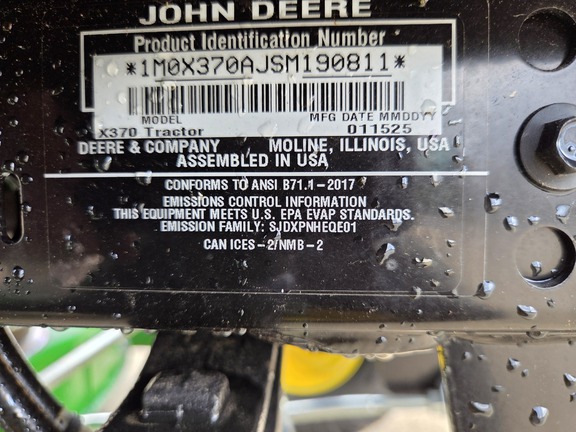 JOHN DEERE
Product Identification Number
*1M0X370AJSM190811*
MODEL MFG DATE MMDDYY
X370 Tractor 011525
DEERE & COMPANY MOLINE, ILLINOIS, USA
ASSEMBLED IN USA
CONFORMS TO ANSI B71.1-2017
EMISSIONS CONTROL INFORMATION
THIS EQUIPMENT MEETS U.S. EPA EVAP STANDARDS.
EMISSION FAMILY: SJDXPNHEQE01
CAN ICES-2/NMB-2